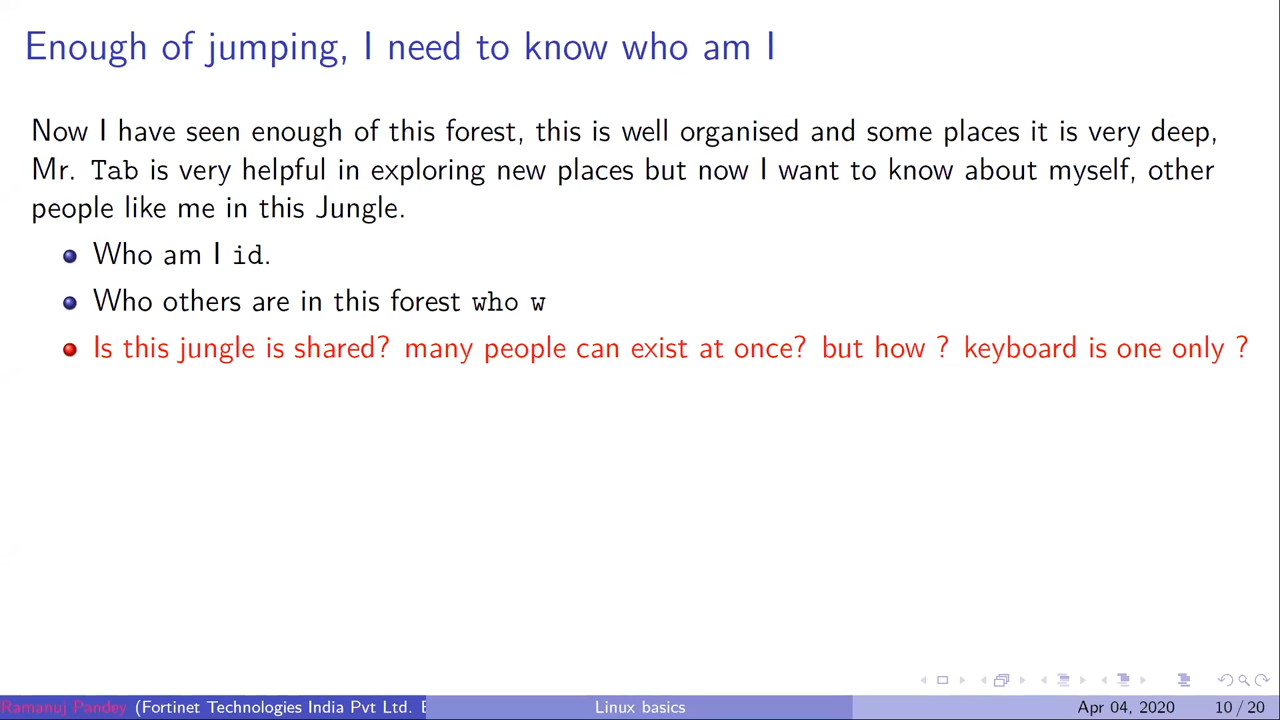 Enough of jumping, I need to know who am I
Now I have seen enough of this forest, this is well organised and some places it is very deep,
Mr. Tab is very helpful in exploring new places but now I want to know about myself, other
people like me in this Jungle.
Who am I id.
Who others are in this forest who w
Is this jungle is shared? many people can exist at once? but how ? keyboard is one only ?
Ramanuj Pandey (Fortinet Technologies India Pvt Ltd. E
Linux basics
Apr 04, 2020
10 / 20